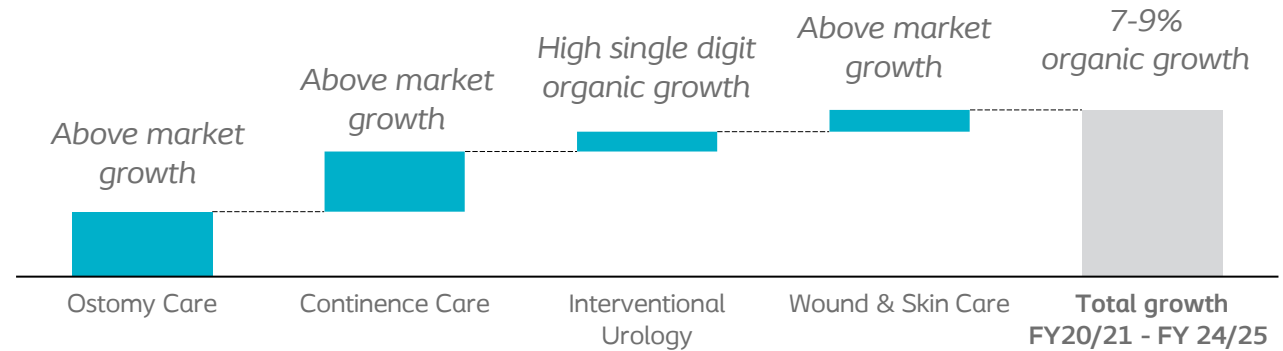 Above market
growth
Above market
growth
High single digit
organic growth
Above market
growth
7-9%
organic growth
Ostomy Care
Continence Care
Interventional
Urology
Wound & Skin Care
Total growth
FY20/21 - FY 24/25